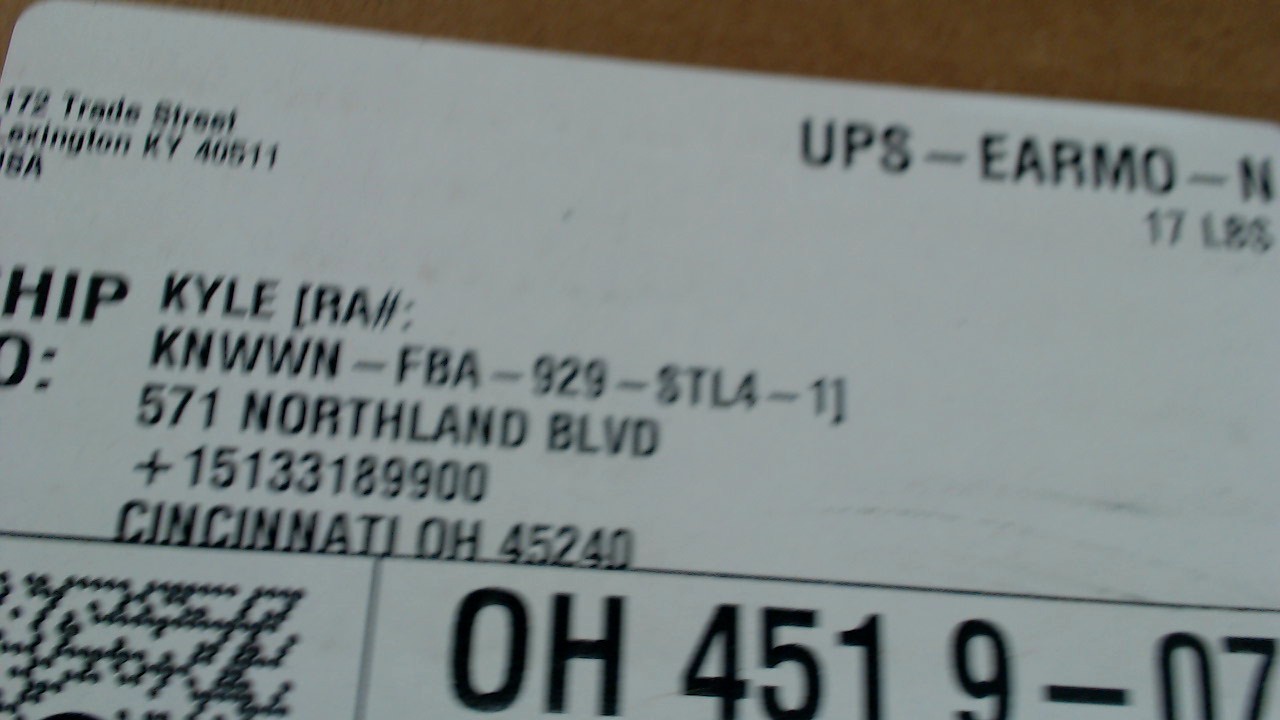 172 Trade Street
Lexington KY 40511
USA
UPS-EARMO-N
17 LBS
SHIP TO:
KYLE [RA//;
KNWWN-FBA-929-STL4-1]
571 NORTHLAND BLVD
+15133189900
CINCINNATI OH 45240
OH 451 9-07